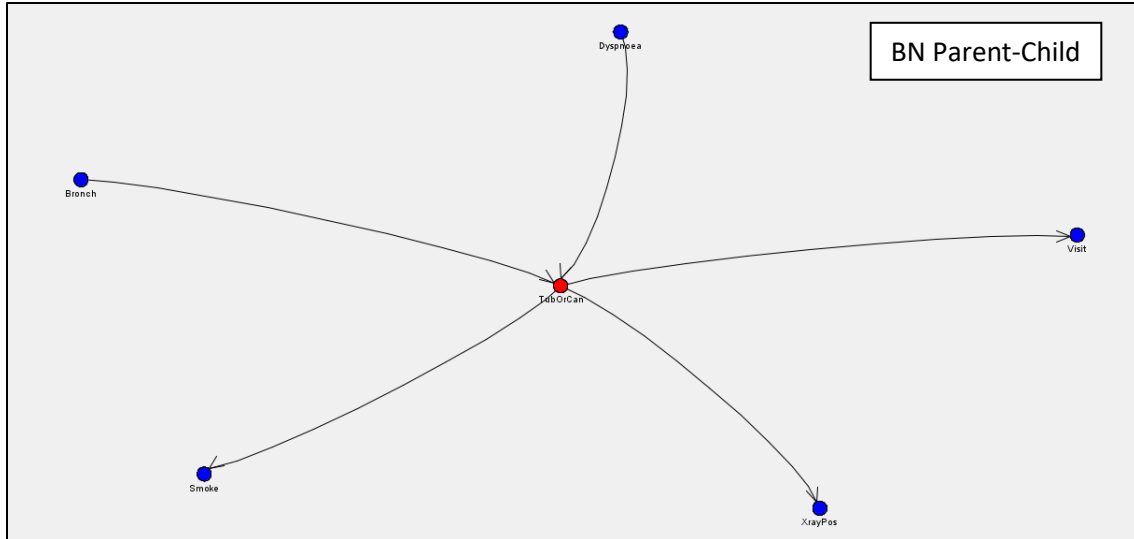 Dyspnoea
BN Parent-Child
Bronch
Visit
TubOrCan
Smoke
XrayPos